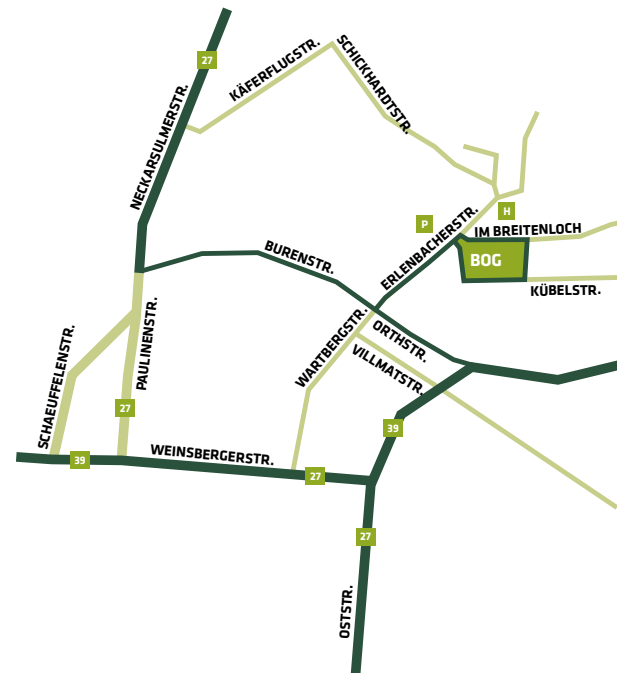 27
KÄFERFLUGSTR.
SCHICKHARDTSTR.
NECKARSULMERSTR.
P
H
ERLENBACHERSTR.
IM BREITENLOCH
BOG
KÜBELSTR.
BURENSTR.
ORTHSTR.
WARTBERGSTR.
VILLMATSTR.
PAULINENSTR.
SCHAEUFFELENSTR.
27
39
WEINSBERGERSTR.
39
27
27
OSTSTR.